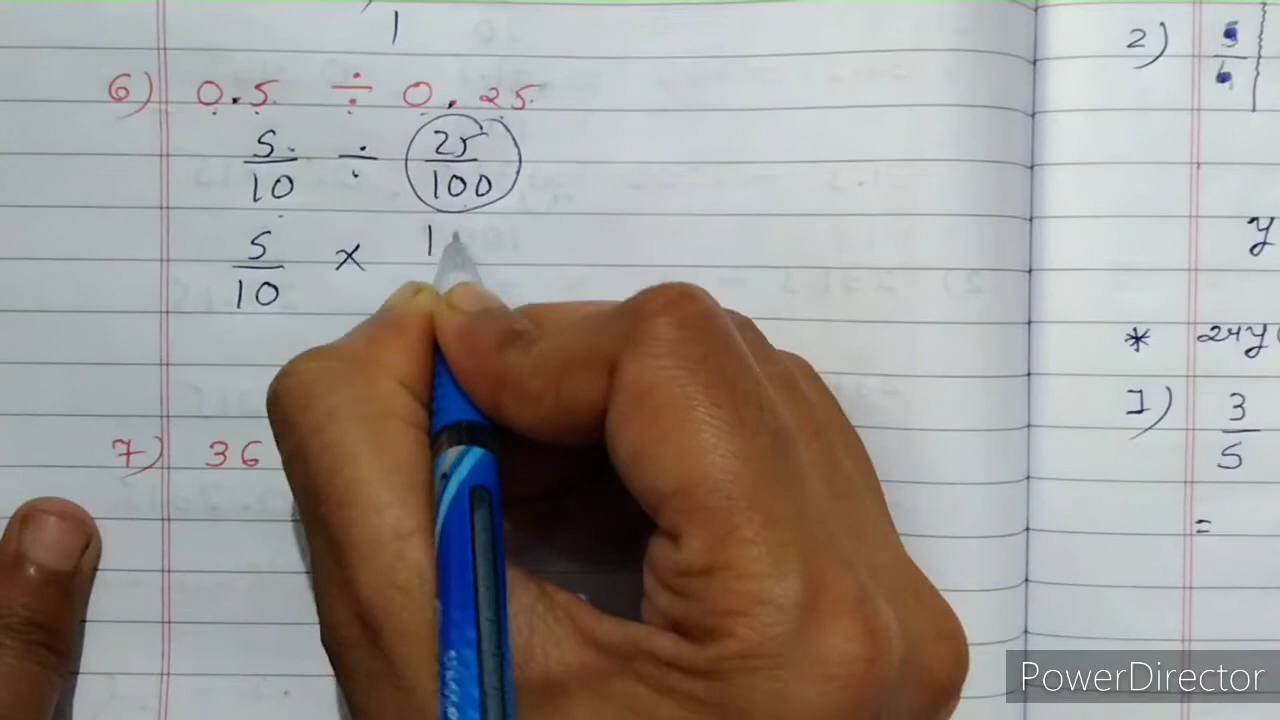 1
6) 0.5 ÷ 0.25
5/10 ÷ 25/100
5/10 × 1
7) 36
2) 5/6
y
* 24y
1) 3/5
=
PowerDirector